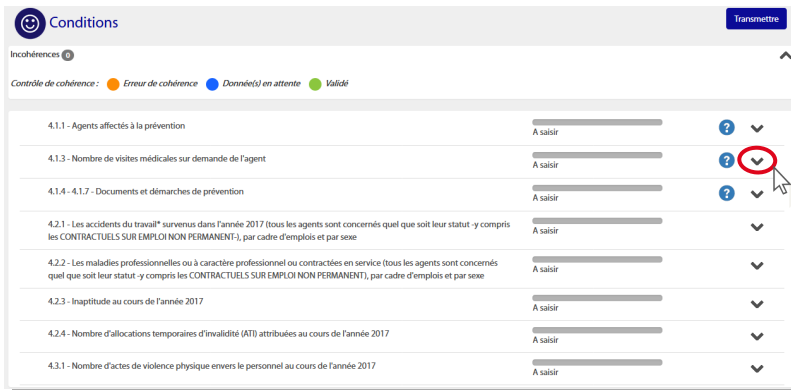 Conditions
Transmettre
Incohérences 0
Contrôle de cohérence : Erreur de cohérence Donnée(s) en attente Validé
4.1.1 - Agents affectés à la prévention
A saisir
?
4.1.3 - Nombre de visites médicales sur demande de l'agent
A saisir
?
4.1.4 - 4.1.7 - Documents et démarches de prévention
A saisir
?
4.2.1 - Les accidents du travail* survenus dans l'année 2017 (tous les agents sont concernés quel que soit leur statut -y compris
les CONTRACTUELS SUR EMPLOI NON PERMANENT-), par cadre d'emplois et par sexe
A saisir
4.2.2 - Les maladies professionnelles ou à caractère professionnel ou contractées en service (tous les agents sont concernés
quel que soit leur statut -y compris les CONTRACTUELS SUR EMPLOI NON PERMANENT), par cadre d'emplois et par sexe
A saisir
4.2.3 - Inaptitude au cours de l'année 2017
A saisir
4.2.4 - Nombre d'allocations temporaires d'invalidité (ATI) attribuées au cours de l'année 2017
A saisir
4.3.1 - Nombre d'actes de violence physique envers le personnel au cours de l'année 2017
A saisir